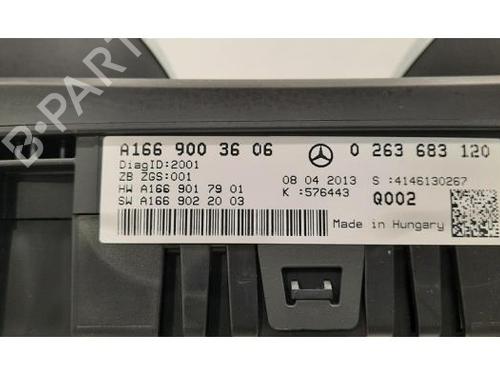 A166 900 36 06 0 263 683 120
DiagID:2001
ZB ZGS:001 08 04 2013 S :4146130267
HW A166 901 79 01 K :576443 Q002
SW A166 902 20 03
Made in Hungary